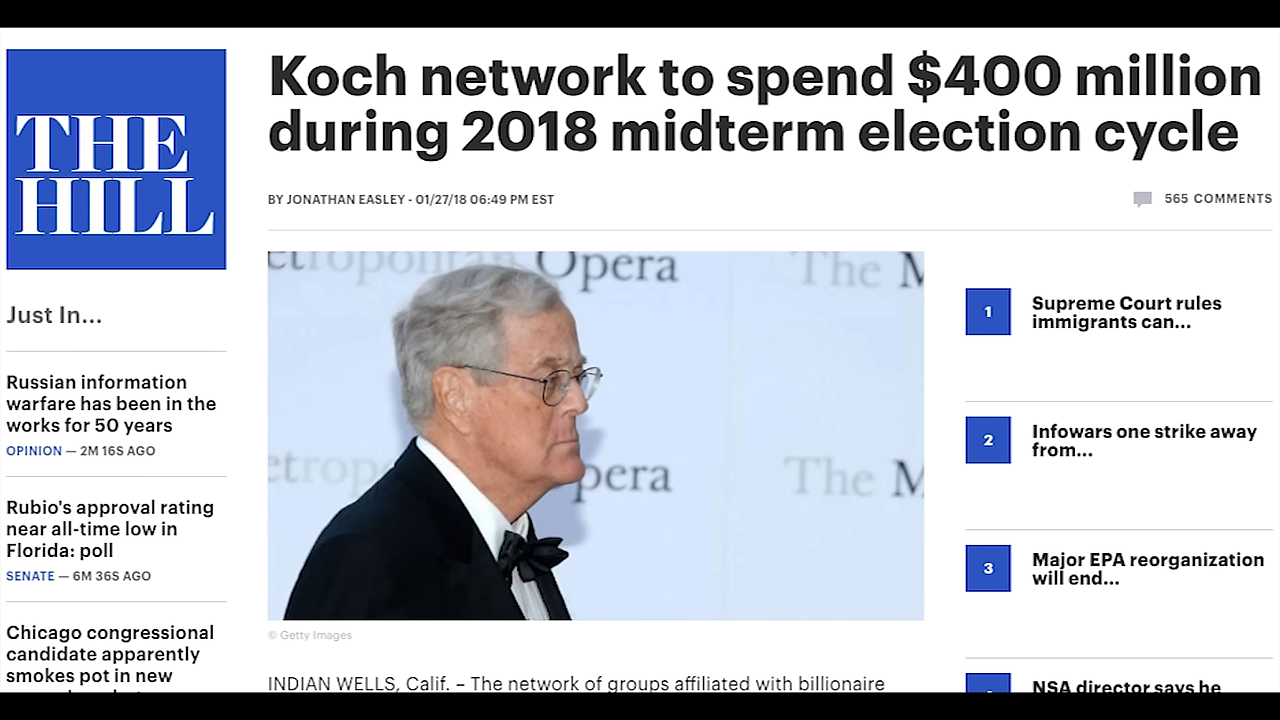 THE
HILL
Koch network to spend $400 million
during 2018 midterm election cycle
BY JONATHAN EASLEY - 01/27/18 06:49 PM EST
565 COMMENTS
Just In...
Russian information
warfare has been in the
works for 50 years
OPINION — 2M 16S AGO
Rubio's approval rating
near all-time low in
Florida: poll
SENATE — 6M 36S AGO
Chicago congressional
candidate apparently
smokes pot in new
etropolitan Opera
The M
etrop pera
The M
© Getty Images
INDIAN WELLS, Calif. – The network of groups affiliated with billionaire
1
Supreme Court rules
immigrants can...
2
Infowars one strike away
from...
3
Major EPA reorganization
will end...
NSA director says he